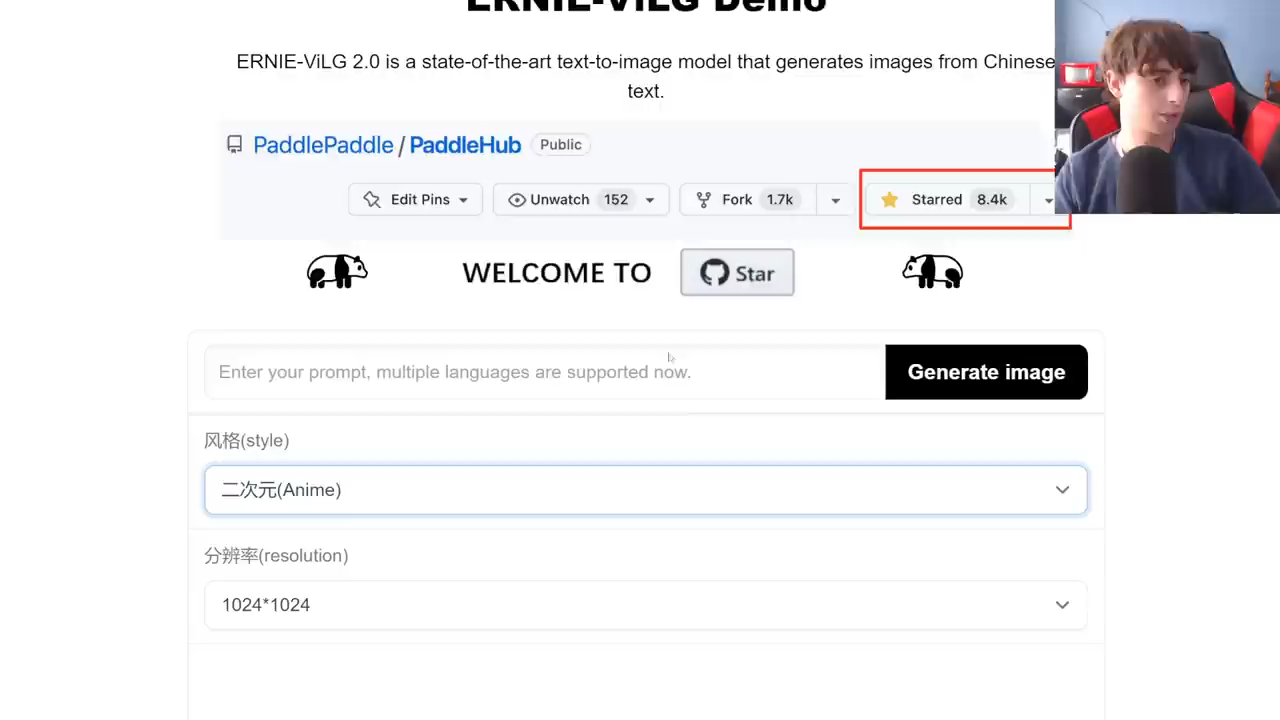 ERNIE-ViLG Demo
ERNIE-ViLG 2.0 is a state-of-the-art text-to-image model that generates images from Chinese
text.
PaddlePaddle / PaddleHub Public
Edit Pins Unwatch 152 Fork 1.7k Starred 8.4k
WELCOME TO Star
Enter your prompt, multiple languages are supported now. Generate image
风格(style)
二次元(Anime)
分辨率(resolution)
1024*1024